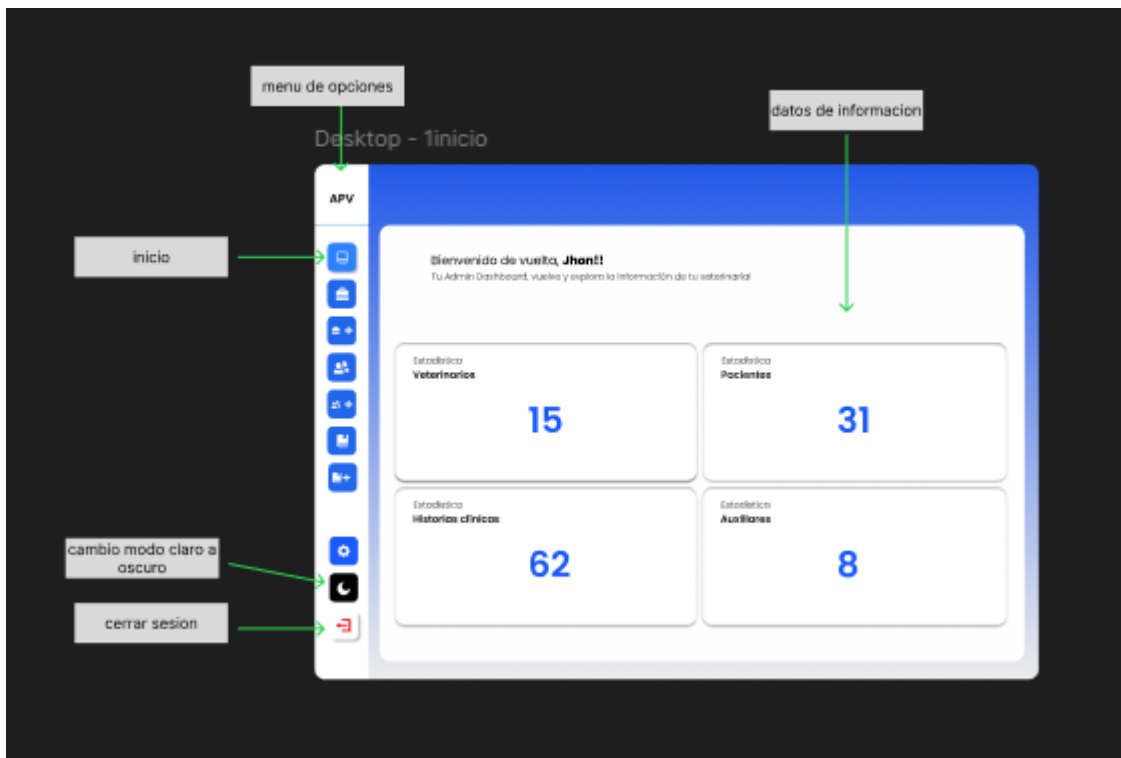 menu de opciones
datos de informacion
Desktop - 1inicio
APV
inicio
Bienvenido de vuelta, Jhon!!
Tu Admin Dashboard, vuelve y explora la información de tu veterinaria!
Estadística
Veterinarios
15
Estadística
Pacientes
31
Estadística
Historias clínicas
62
Estadística
Auxiliares
8
cambio modo claro a
oscuro
cerrar sesion